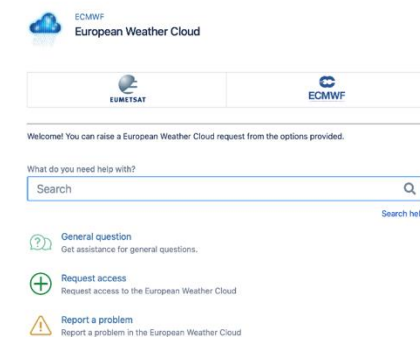 ECMWF
European Weather Cloud
EUMETSAT
ECMWF
Welcome! You can raise a European Weather Cloud request from the options provided.
What do you need help with?
Search
Search hel
General question
Get assistance for general questions.
Request access
Request access to the European Weather Cloud
Report a problem
Report a problem in the European Weather Cloud